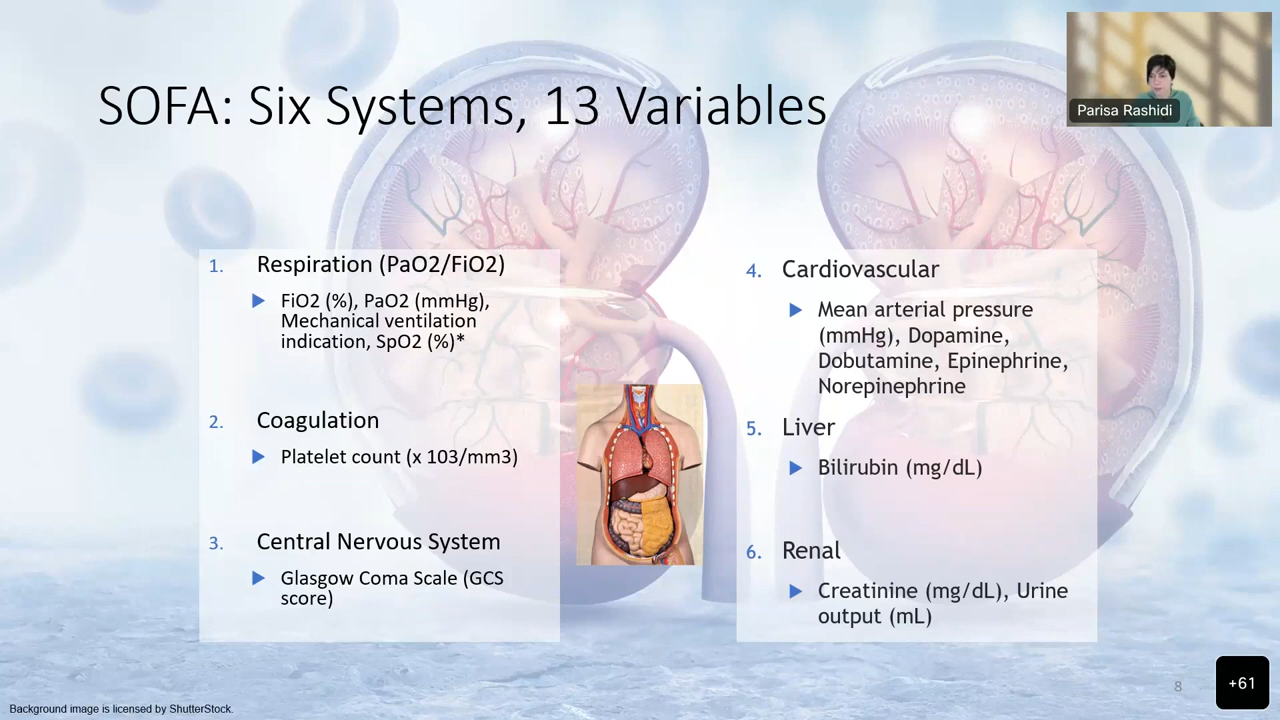 SOFA: Six Systems, 13 Variables
Parisa Rashidi
1. Respiration (PaO2/FiO2)
FiO2 (%), PaO2 (mmHg),
Mechanical ventilation
indication, SpO2 (%)*
2. Coagulation
Platelet count (x 103/mm3)
3. Central Nervous System
Glasgow Coma Scale (GCS
score)
4. Cardiovascular
Mean arterial pressure
(mmHg), Dopamine,
Dobutamine, Epinephrine,
Norepinephrine
5. Liver
Bilirubin (mg/dL)
6. Renal
Creatinine (mg/dL), Urine
output (mL)
8
+61
Background image is licensed by ShutterStock.